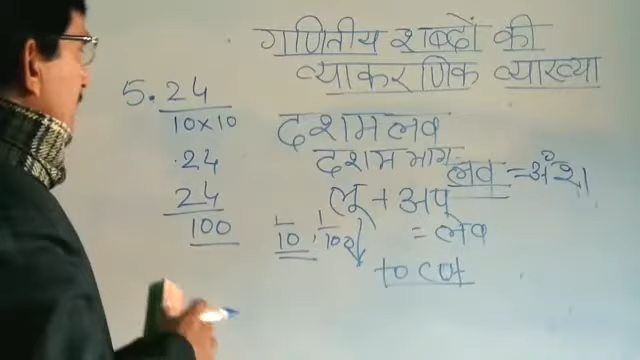 गणितीय शब्दों की
व्याकरणिक व्याख्या
5.24
10×10
.24
24
100
दशमलव
दशम भाग
लव = अंश
लू + अप्
= लव
1/10, 1/100
to cut